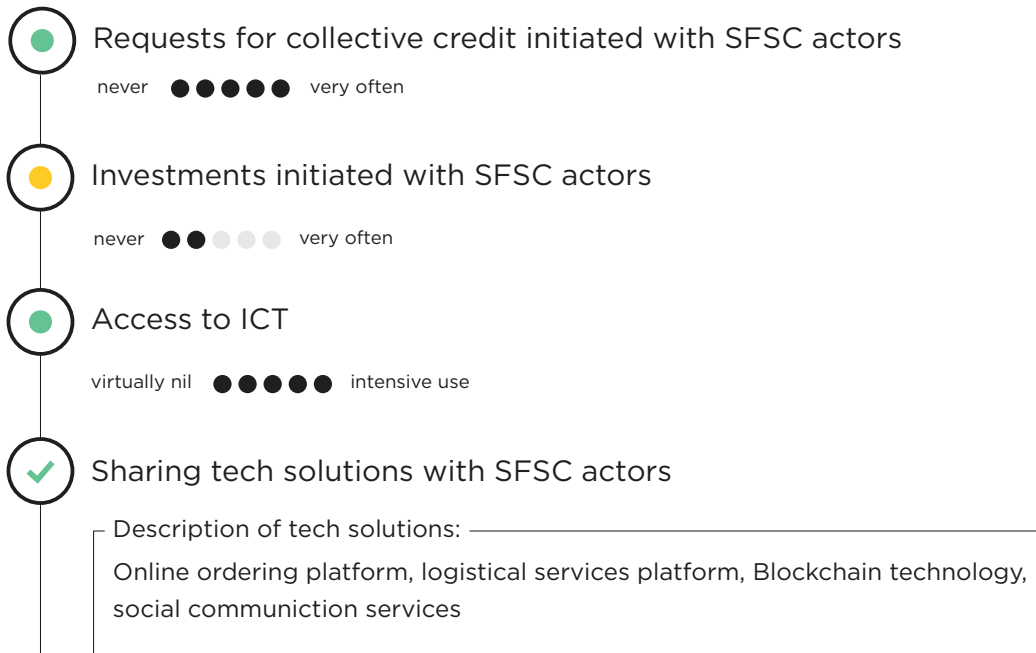 Requests for collective credit initiated with SFSC actors
never very often
Investments initiated with SFSC actors
never very often
Access to ICT
virtually nil intensive use
Sharing tech solutions with SFSC actors
Description of tech solutions:
Online ordering platform, logistical services platform, Blockchain technology,
social communiction services